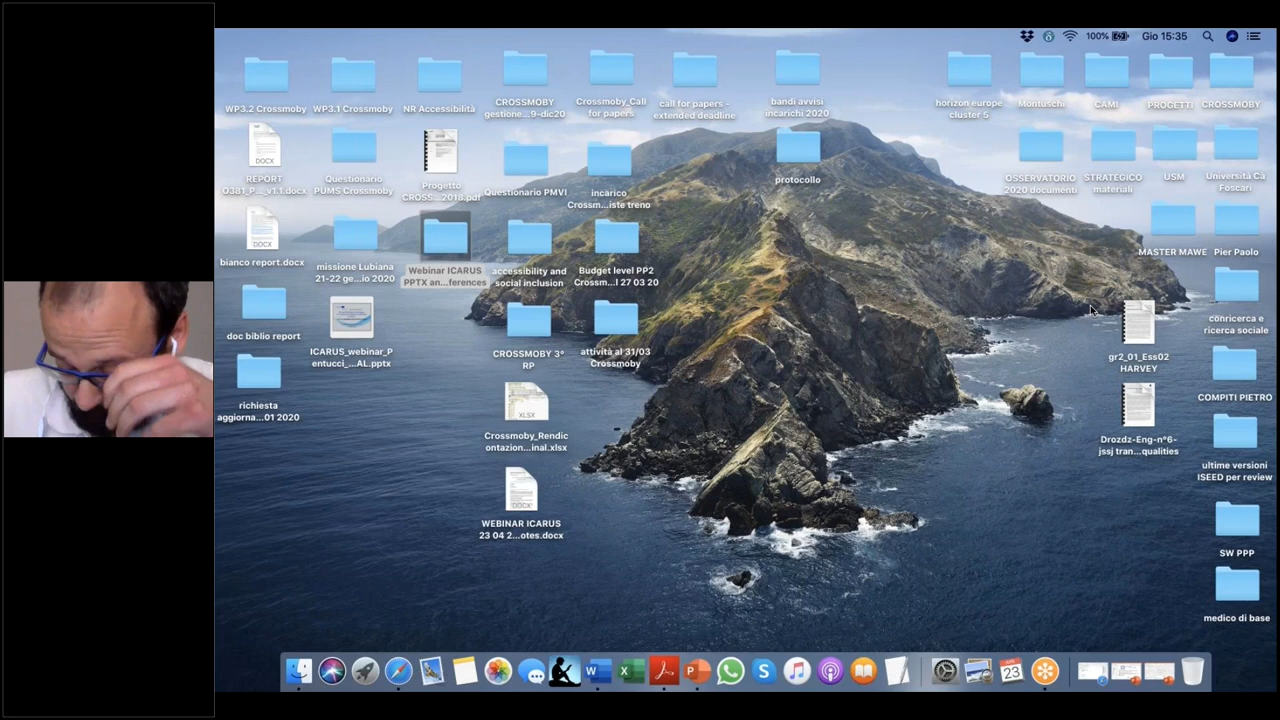 100% Gio 15:35
WP3.2 Crossmoby
WP3.1 Crossmoby
NR Accessibilità
CROSSMOBY
gestione...9-dic20
Crossmoby_Call
for papers
call for papers -
extended deadline
bandi avvisi
incarichi 2020
horizon europe
cluster 5
Montuschi
CAMI
PROGETTI
CROSSMOBY
DOCX
REPORT
O381_P..._v1.1.docx
Questionario
PUMS Crossmoby
Progetto
CROSS...2018.pdf
Questionario PMVI
incarico
Crossm...iste treno
protocollo
OSSERVATORIO
2020 documenti
STRATEGICO
materiali
USM
Università Cà
Foscari
DOCX
bianco report.docx
missione Lubiana
21-22 ge...io 2020
Webinar ICARUS
PPTX an...ferences
accessibility and
social inclusion
Budget level PP2
Crossm...l 27 03 20
MASTER MAWE
Pier Paolo
doc biblio report
ICARUS_webinar_P
entucci_...AL.pptx
CROSSMOBY 3°
RP
attività al 31/03
Crossmoby
gr2_01_Ess02
HARVEY
conricerca e
ricerca sociale
richiesta
aggiorna...01 2020
XLSX
Crossmoby_Rendic
ontazion...inal.xlsx
Drozdz-Eng-n°6-
jssj tran...qualities
COMPITI PIETRO
DOCX
WEBINAR ICARUS
23 04 2...otes.docx
ultime versioni
ISEED per review
SW PPP
medico di base
23